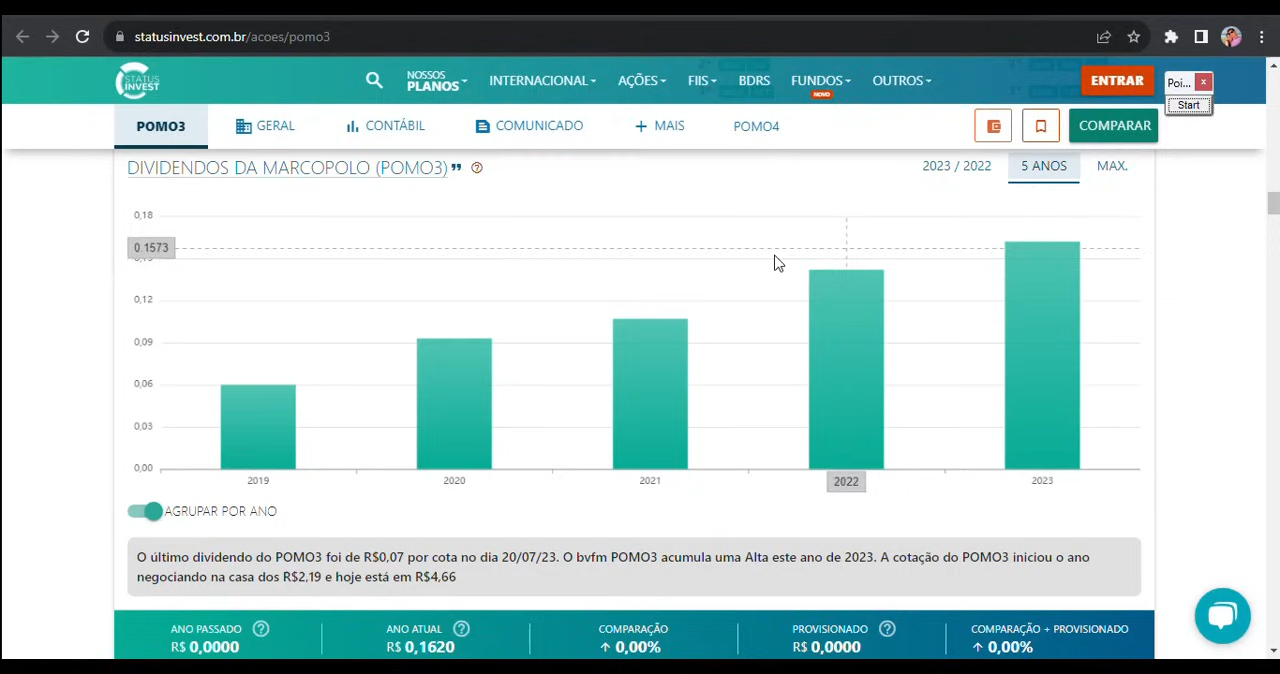 statusinvest.com.br/acoes/pomo3
STATUS
INVEST
NOSSOS
PLANOS
INTERNACIONAL
AÇÕES
FIIS
BDRS
FUNDOS
NOVO
OUTROS
ENTRAR
Poi...
x
Start
POMO3
GERAL
CONTÁBIL
COMUNICADO
+ MAIS
POMO4
COMPARAR
DIVIDENDOS DA MARCOPOLO (POMO3)
2023 / 2022
5 ANOS
MAX.
0,18
0.1573
0,12
0,09
0,06
0,03
0,00
2019
2020
2021
2022
2023
AGRUPAR POR ANO
O último dividendo do POMO3 foi de R$0,07 por cota no dia 20/07/23. O bvfm POMO3 acumula uma Alta este ano de 2023. A cotação do POMO3 iniciou o ano
negociando na casa dos R$2,19 e hoje está em R$4,66
ANO PASSADO
R$ 0,0000
ANO ATUAL
R$ 0,1620
COMPARAÇÃO
↑ 0,00%
PROVISIONADO
R$ 0,0000
COMPARAÇÃO + PROVISIONADO
↑ 0,00%